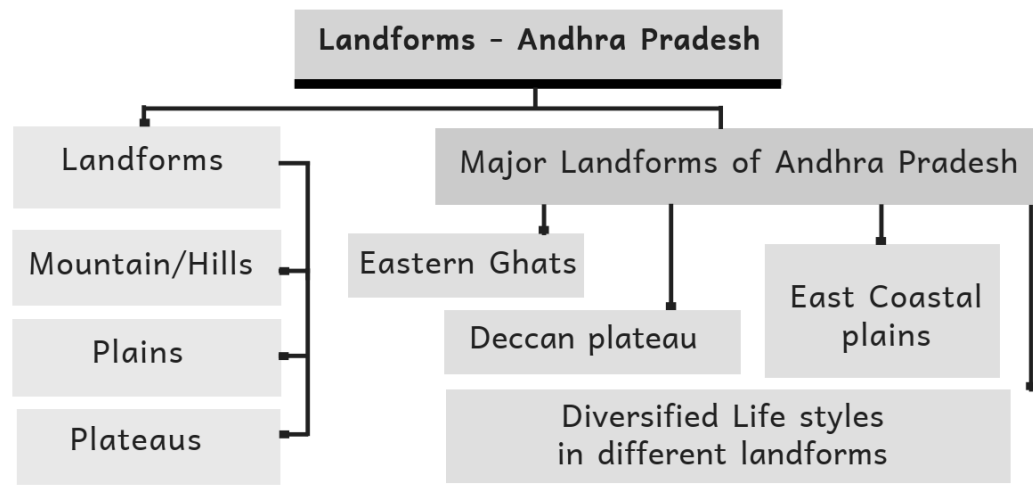 Landforms - Andhra Pradesh
Landforms
Mountain/Hills
Plains
Plateaus
Major Landforms of Andhra Pradesh
Eastern Ghats
Deccan plateau
East Coastal
plains
Diversified Life styles
in different landforms